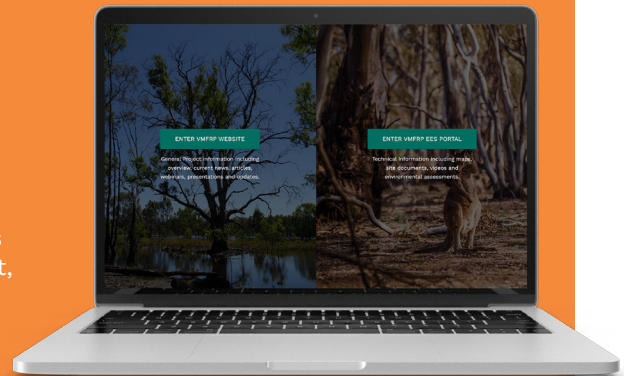 ENTER VMFRP WEBSITE
General Project information including
overview, current news, articles,
webinars, presentations and updates.
ENTER VMFRP EES PORTAL
Technical Information including maps,
site documents, videos and
environmental assessments.